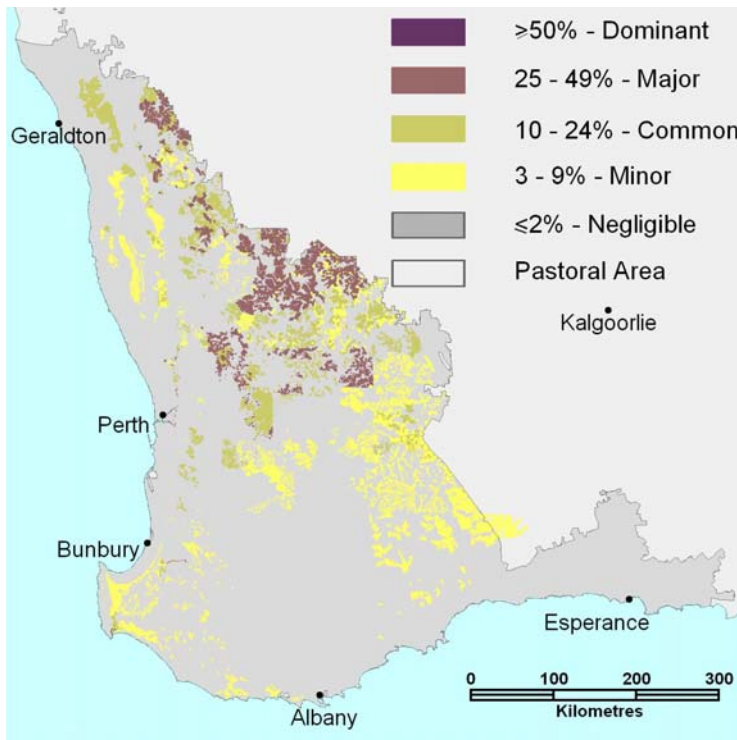 ⩾50% - Dominant
25 - 49% - Major
10 - 24% - Common
3 - 9% - Minor
⩽2% - Negligible
Pastoral Area
Geraldton
Kalgoorlie
Perth
Bunbury
Esperance
Albany
0 100 200 300
Kilometres